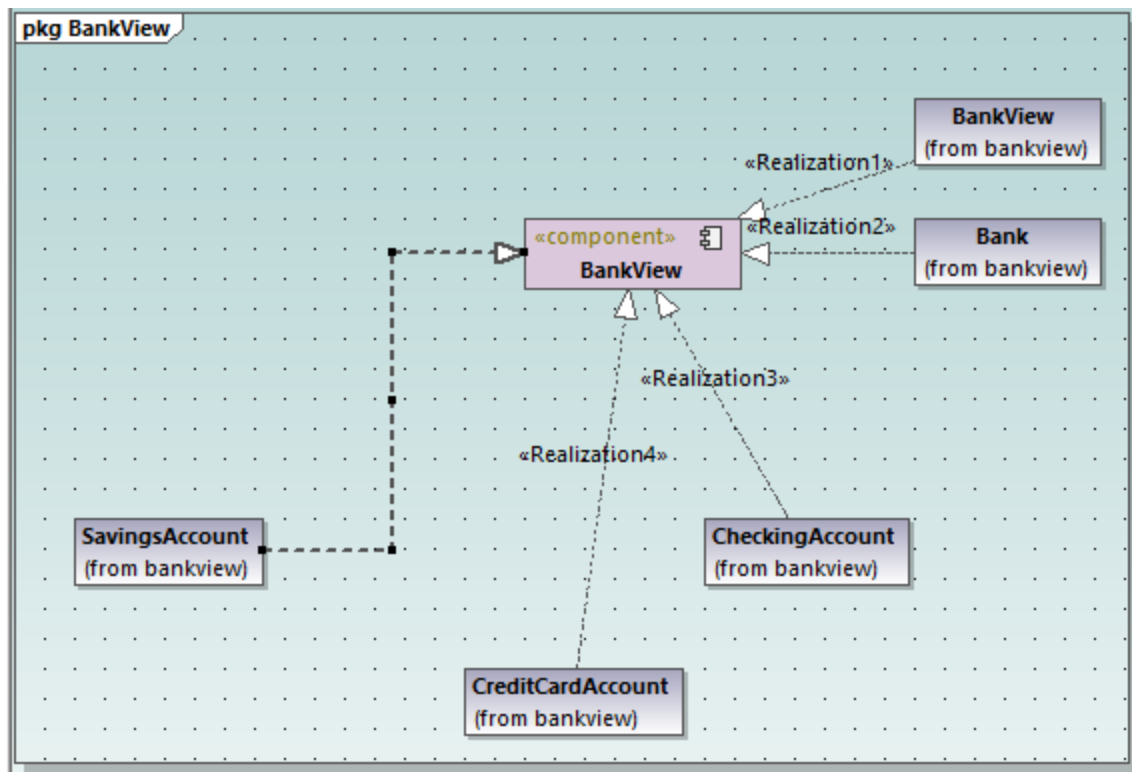 pkg BankView
BankView
(from bankview)
«Realization1»
«Realization2»
«component»
BankView
Bank
(from bankview)
«Realization3»
«Realization4»
SavingsAccount
(from bankview)
CheckingAccount
(from bankview)
CreditCardAccount
(from bankview)